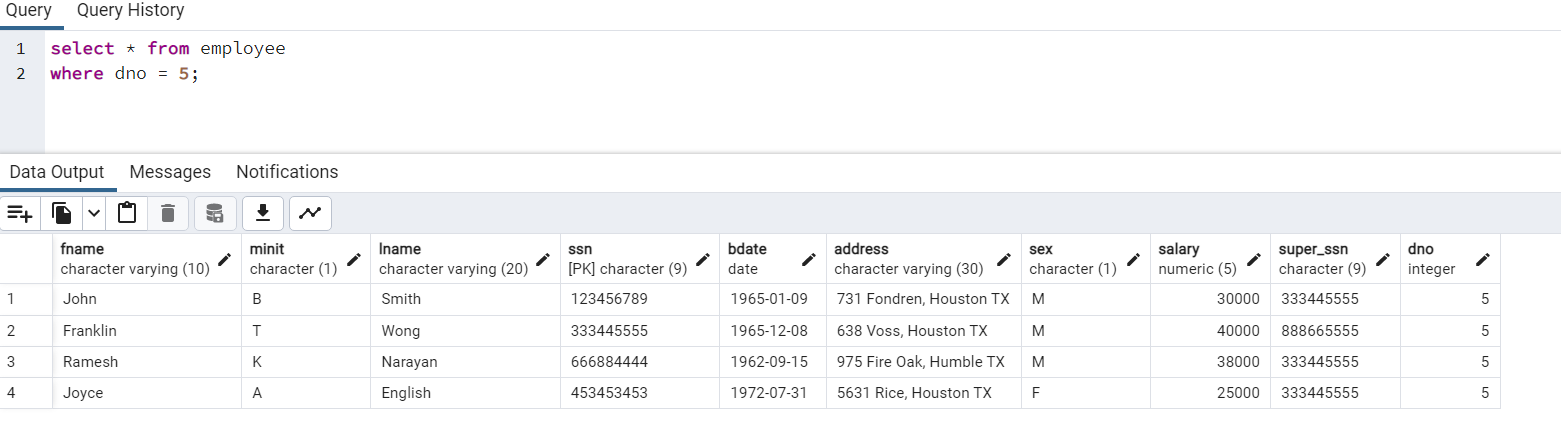 Query Query History
1 select * from employee
2 where dno = 5;
Data Output Messages Notifications
fname minit lname ssn bdate address sex salary super_ssn dno
character varying (10) character (1) character varying (20) [PK] character (9) date character varying (30) character (1) numeric (5) character (9) integer
1 John B Smith 123456789 1965-01-09 731 Fondren, Houston TX M 30000 333445555 5
2 Franklin T Wong 333445555 1965-12-08 638 Voss, Houston TX M 40000 888665555 5
3 Ramesh K Narayan 666884444 1962-09-15 975 Fire Oak, Humble TX M 38000 333445555 5
4 Joyce A English 453453453 1972-07-31 5631 Rice, Houston TX F 25000 333445555 5